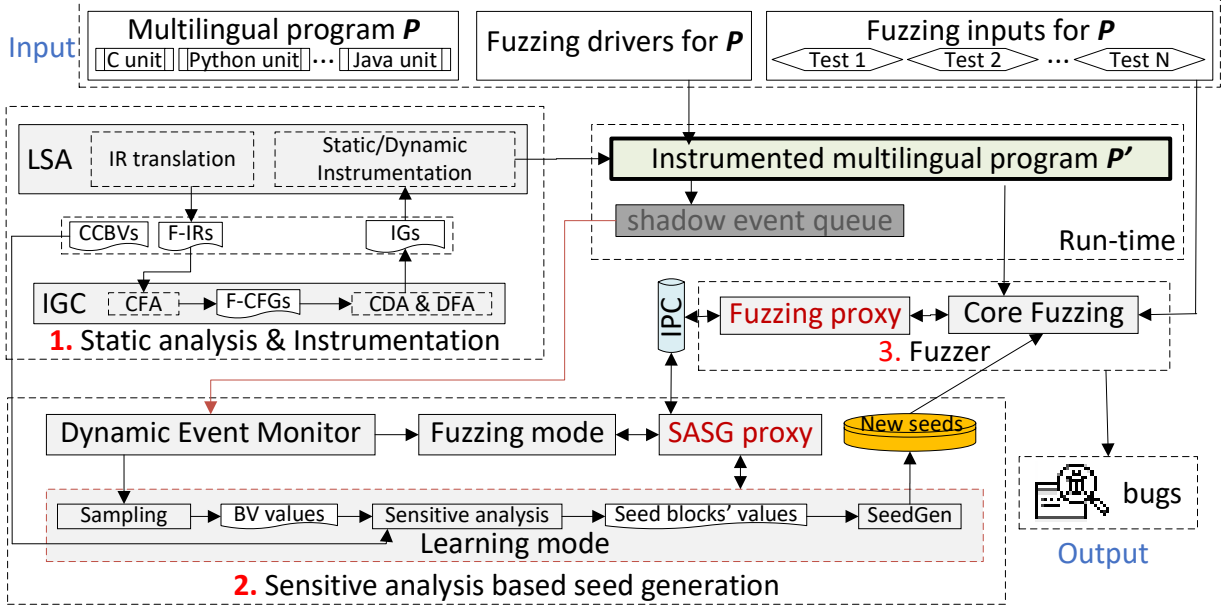 Input
Multilingual program P
C unit Python unit ... Java unit
Fuzzing drivers for P
Fuzzing inputs for P
Test 1 Test 2 ... Test N
LSA
IR translation
Static/Dynamic
Instrumentation
CCBVs F-IRs IGs
IGC
CFA F-CFGs CDA & DFA
1. Static analysis & Instrumentation
Instrumented multilingual program P'
shadow event queue
Run-time
IPC
Fuzzing proxy Core Fuzzing
3. Fuzzer
Dynamic Event Monitor Fuzzing mode SASG proxy New seeds
Sampling BV values Sensitive analysis Seed blocks' values SeedGen
Learning mode
2. Sensitive analysis based seed generation
bugs
Output